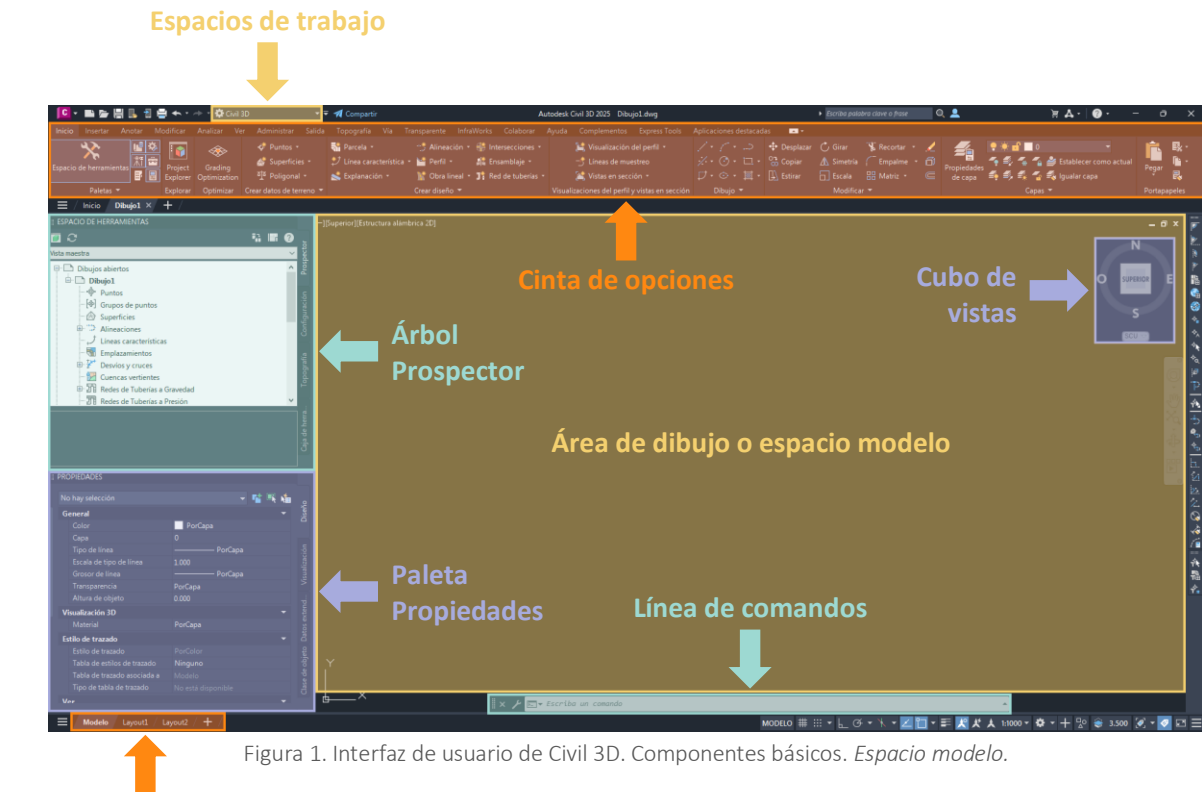 Espacios de trabajo
Civil 3D
Compartir
Autodesk Civil 3D 2025 Dibujo1.dwg
Escriba palabra clave o frase
Inicio Insertar Anotar Modificar Analizar Ver Administrar Salida Topografía Vía Transparente InfraWorks Colaborar Ayuda Complementos Express Tools Aplicaciones destacadas
Espacio de herramientas
Paletas
Project Explorer
Explorar
Grading Optimization
Optimizar
Puntos
Superficies
Poligonal
Crear datos de terreno
Parcela
Línea característica
Explanación
Alineación
Perfil
Obra lineal
Intersecciones
Ensamblaje
Red de tuberías
Crear diseño
Visualización del perfil
Líneas de muestreo
Vistas en sección
Visualizaciones del perfil y vistas en sección
Dibujo
Desplazar
Copiar
Estirar
Girar
Simetría
Escala
Recortar
Empalme
Matriz
Modificar
Propiedades de capa
0
Establecer como actual
Igualar capa
Capas
Pegar
Portapapeles
Inicio Dibujo1 × +
ESPACIO DE HERRAMIENTAS
Vista maestra
Dibujos abiertos
Dibujo1
Puntos
Grupos de puntos
Superficies
Alineaciones
Líneas características
Emplazamientos
Desvíos y cruces
Cuencas vertientes
Redes de Tuberías a Gravedad
Redes de Tuberías a Presión
Prospector
Configuración
Topografía
Caja de herra...
[-][Superior][Estructura alámbrica 2D]
Cinta de opciones
Cubo de
vistas
N
O SUPERIOR E
S
SCU
Árbol
Prospector
Área de dibujo o espacio modelo
PROPIEDADES
No hay selección
General
Color PorCapa
Capa 0
Tipo de línea PorCapa
Escala de tipo de línea 1.000
Grosor de línea PorCapa
Transparencia PorCapa
Altura de objeto 0.000
Visualización 3D
Material PorCapa
Estilo de trazado
Estilo de trazado PorColor
Tabla de estilos de trazado Ninguno
Tabla de trazado asociada a Modelo
Tipo de tabla de trazado No está disponible
Ver
Diseño
Visualización
Datos extend...
Clase de objeto
Paleta
Propiedades
Línea de comandos
Y
X
Escriba un comando
Modelo Layout1 Layout2 +
MODELO 1:1000 3.500
Figura 1. Interfaz de usuario de Civil 3D. Componentes básicos. Espacio modelo.